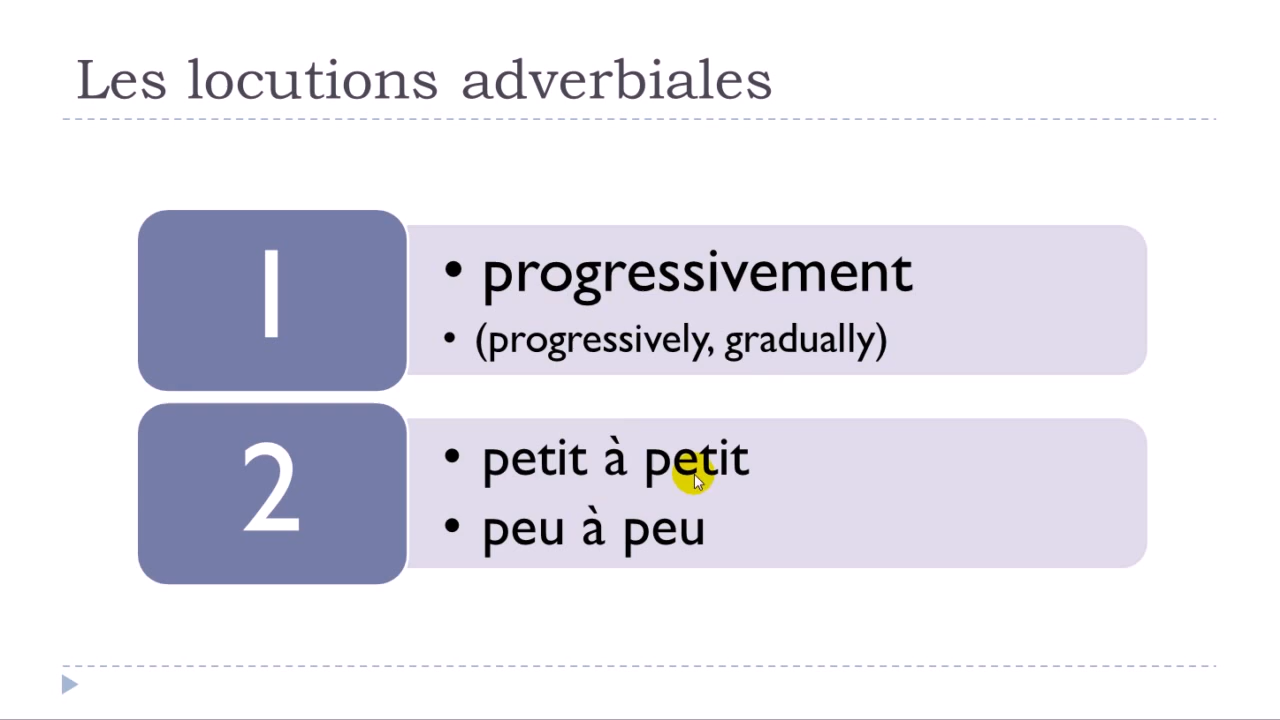 Les locutions adverbiales
1
• progressivement
• (progressively, gradually)
2
• petit à petit
• peu à peu